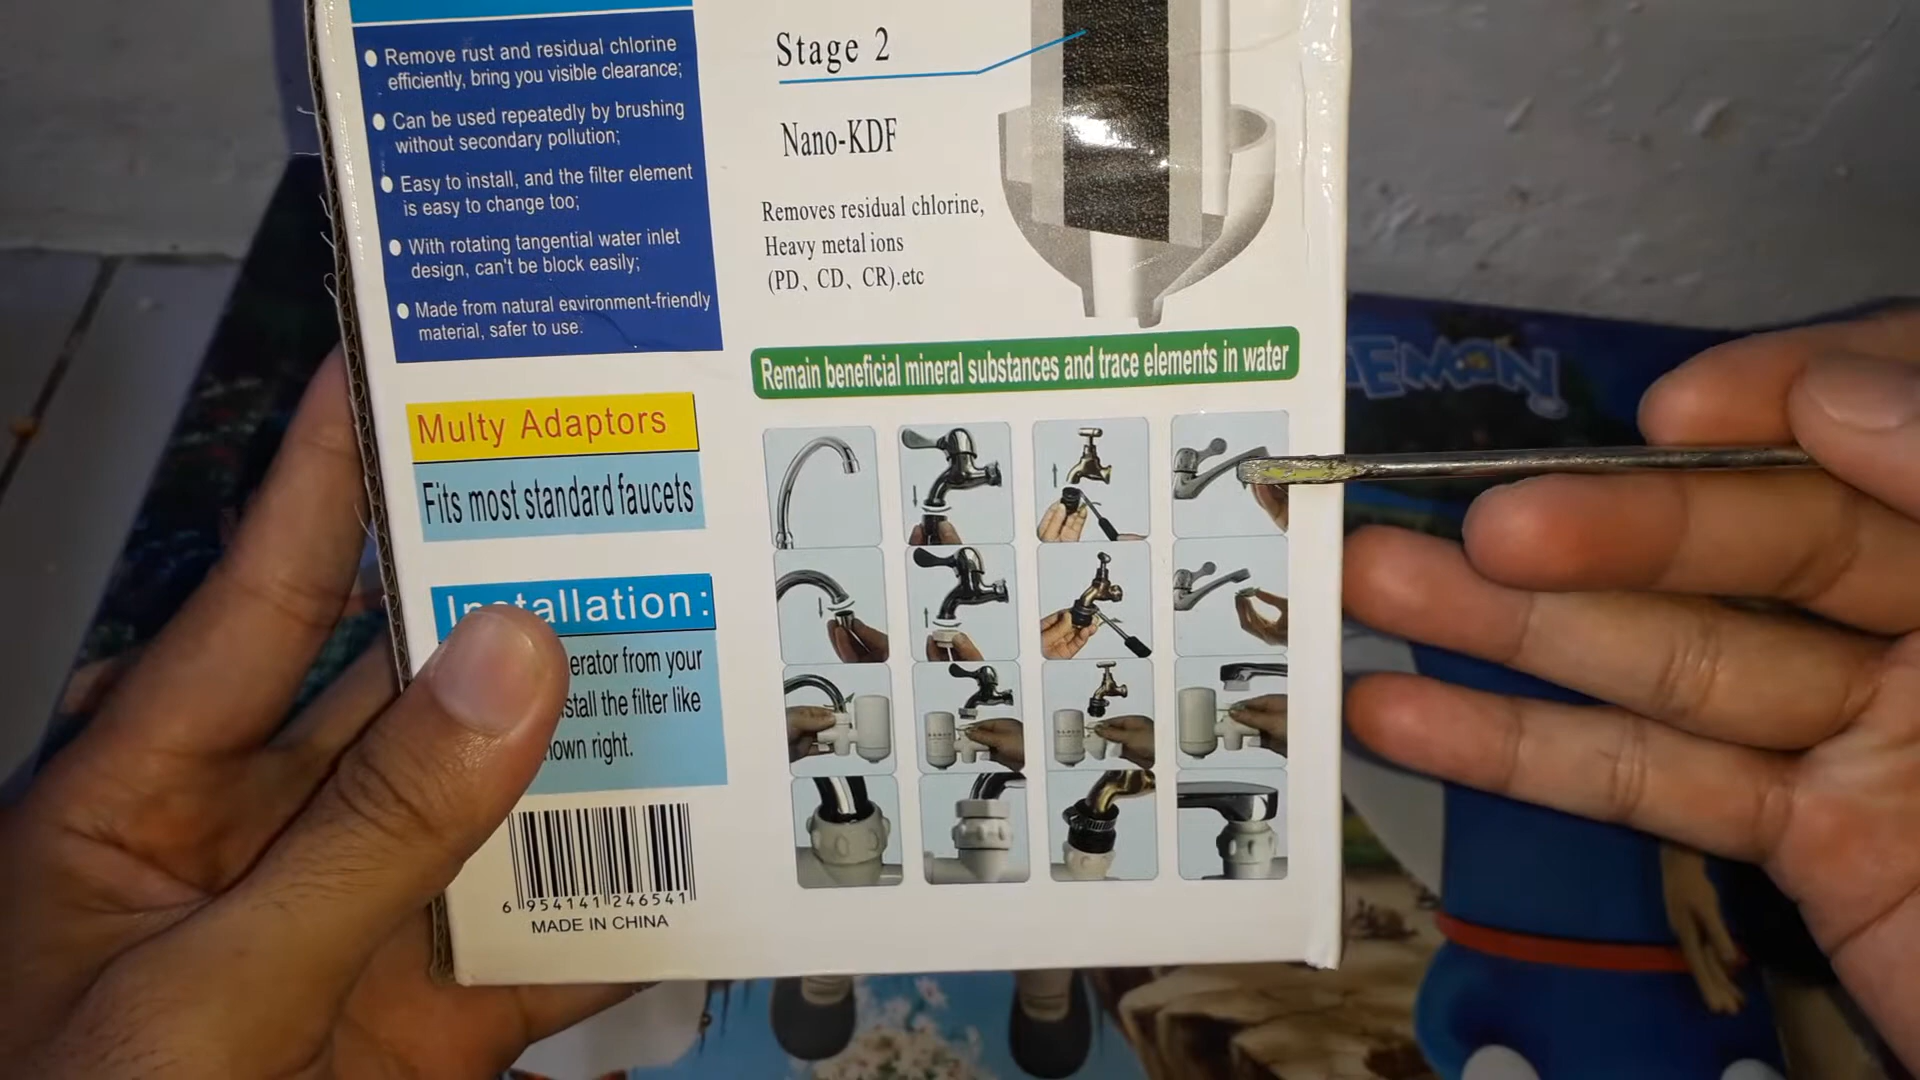 Remove rust and residual chlorine
efficiently, bring you visible clearance;
Can be used repeatedly by brushing
without secondary pollution;
Easy to install, and the filter element
is easy to change too;
With rotating tangential water inlet
design, can't be block easily;
Made from natural environment-friendly
material, safer to use.
Multy Adaptors
Fits most standard faucets
Installation:
erator from your
stall the filter like
hown right.
6 954141 246541
MADE IN CHINA
Stage 2
Nano-KDF
Removes residual chlorine,
Heavy metal ions
(PD、CD、CR).etc
Remain beneficial mineral substances and trace elements in water
EMON